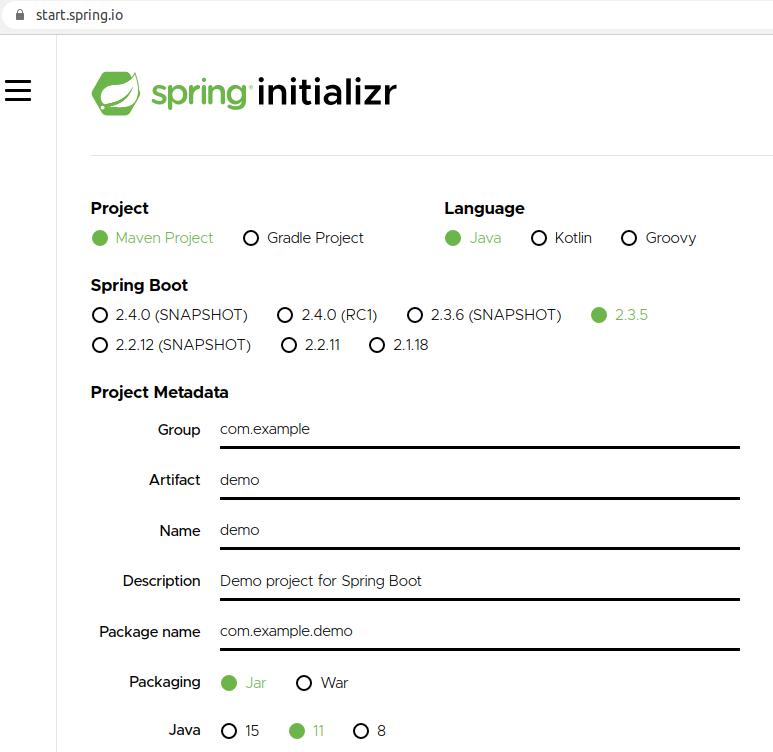 start.spring.io
spring initializr
Project
Language
Maven Project Gradle Project
Java Kotlin Groovy
Spring Boot
2.4.0 (SNAPSHOT) 2.4.0 (RC1) 2.3.6 (SNAPSHOT) 2.3.5
2.2.12 (SNAPSHOT) 2.2.11 2.1.18
Project Metadata
Group com.example
Artifact demo
Name demo
Description Demo project for Spring Boot
Package name com.example.demo
Packaging Jar War
Java 15 11 8